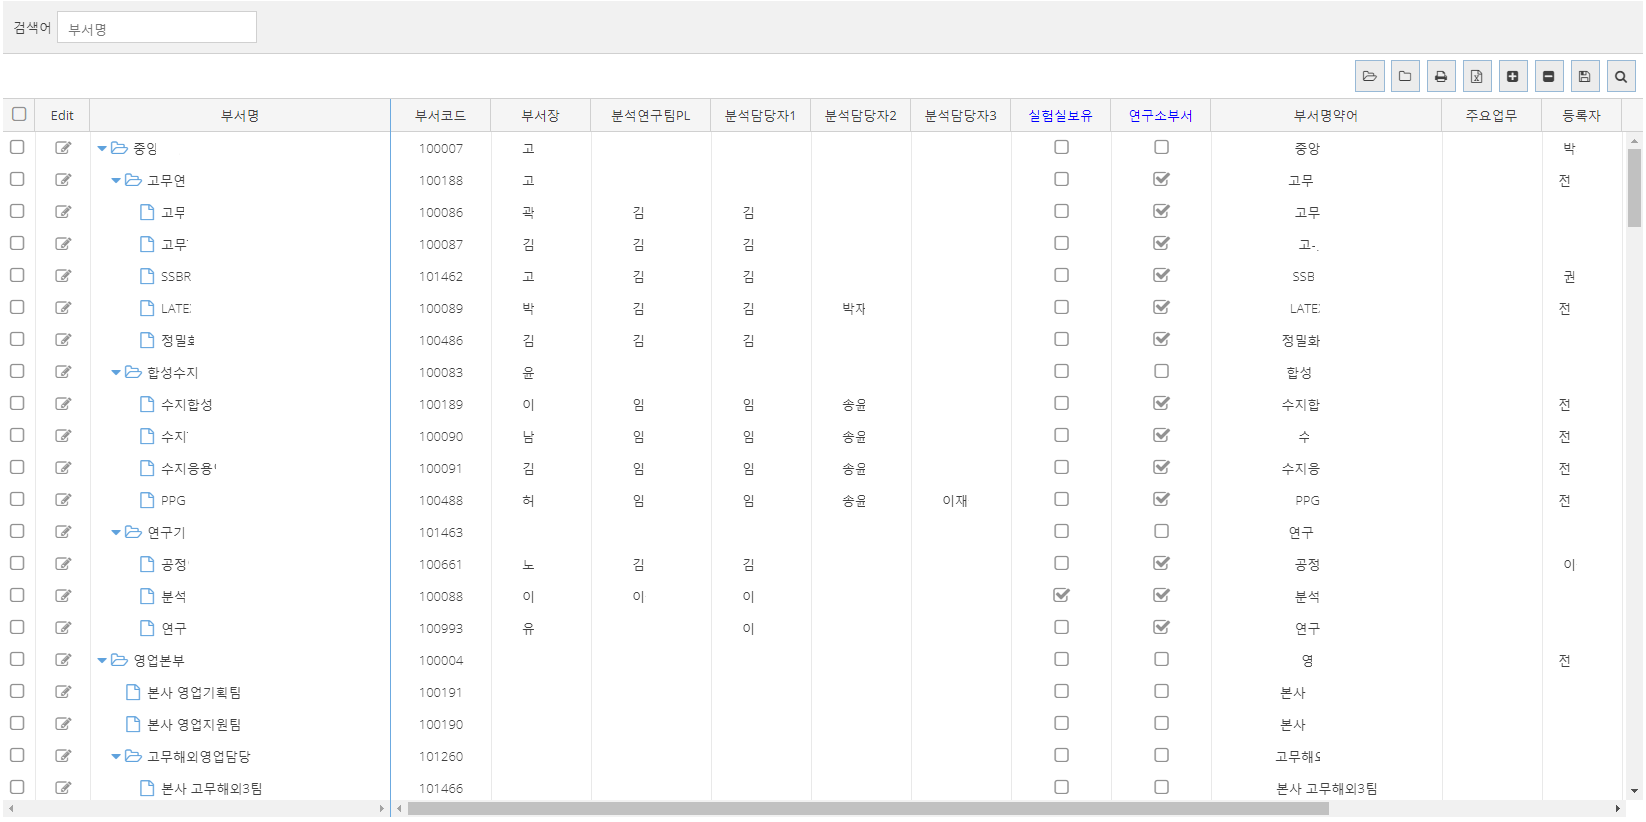 검색어 부서명
Edit 부서명 부서코드 부서장 분석연구팀PL 분석담당자1 분석담당자2 분석담당자3 실험실보유 연구소부서 부서명약어 주요업무 등록자
중앙 100007 고 중앙 박
고무연 100188 고 고무 전
고무 100086 곽 김 김 고무
고무 100087 김 김 김 고
SSBR 101462 고 김 김 SSB 권
LATE 100089 박 김 김 박자 LATE 전
정밀화 100486 김 김 김 정밀화
합성수지 100083 윤 합성
수지합성 100189 이 임 임 송윤 수지합 전
수지 100090 남 임 임 송윤 수 전
수지응용 100091 김 임 임 송윤 수지응 전
PPG 100488 허 임 임 송윤 이재 PPG 전
연구기 101463 연구
공정 100661 노 김 김 공정 이
분석 100088 이 이 이 분석
연구 100993 유 이 연구
영업본부 100004 영 전
본사 영업기획팀 100191 본사
본사 영업지원팀 100190 본사
고무해외영업담당 101260 고무해외
본사 고무해외3팀 101466 본사 고무해외3팀